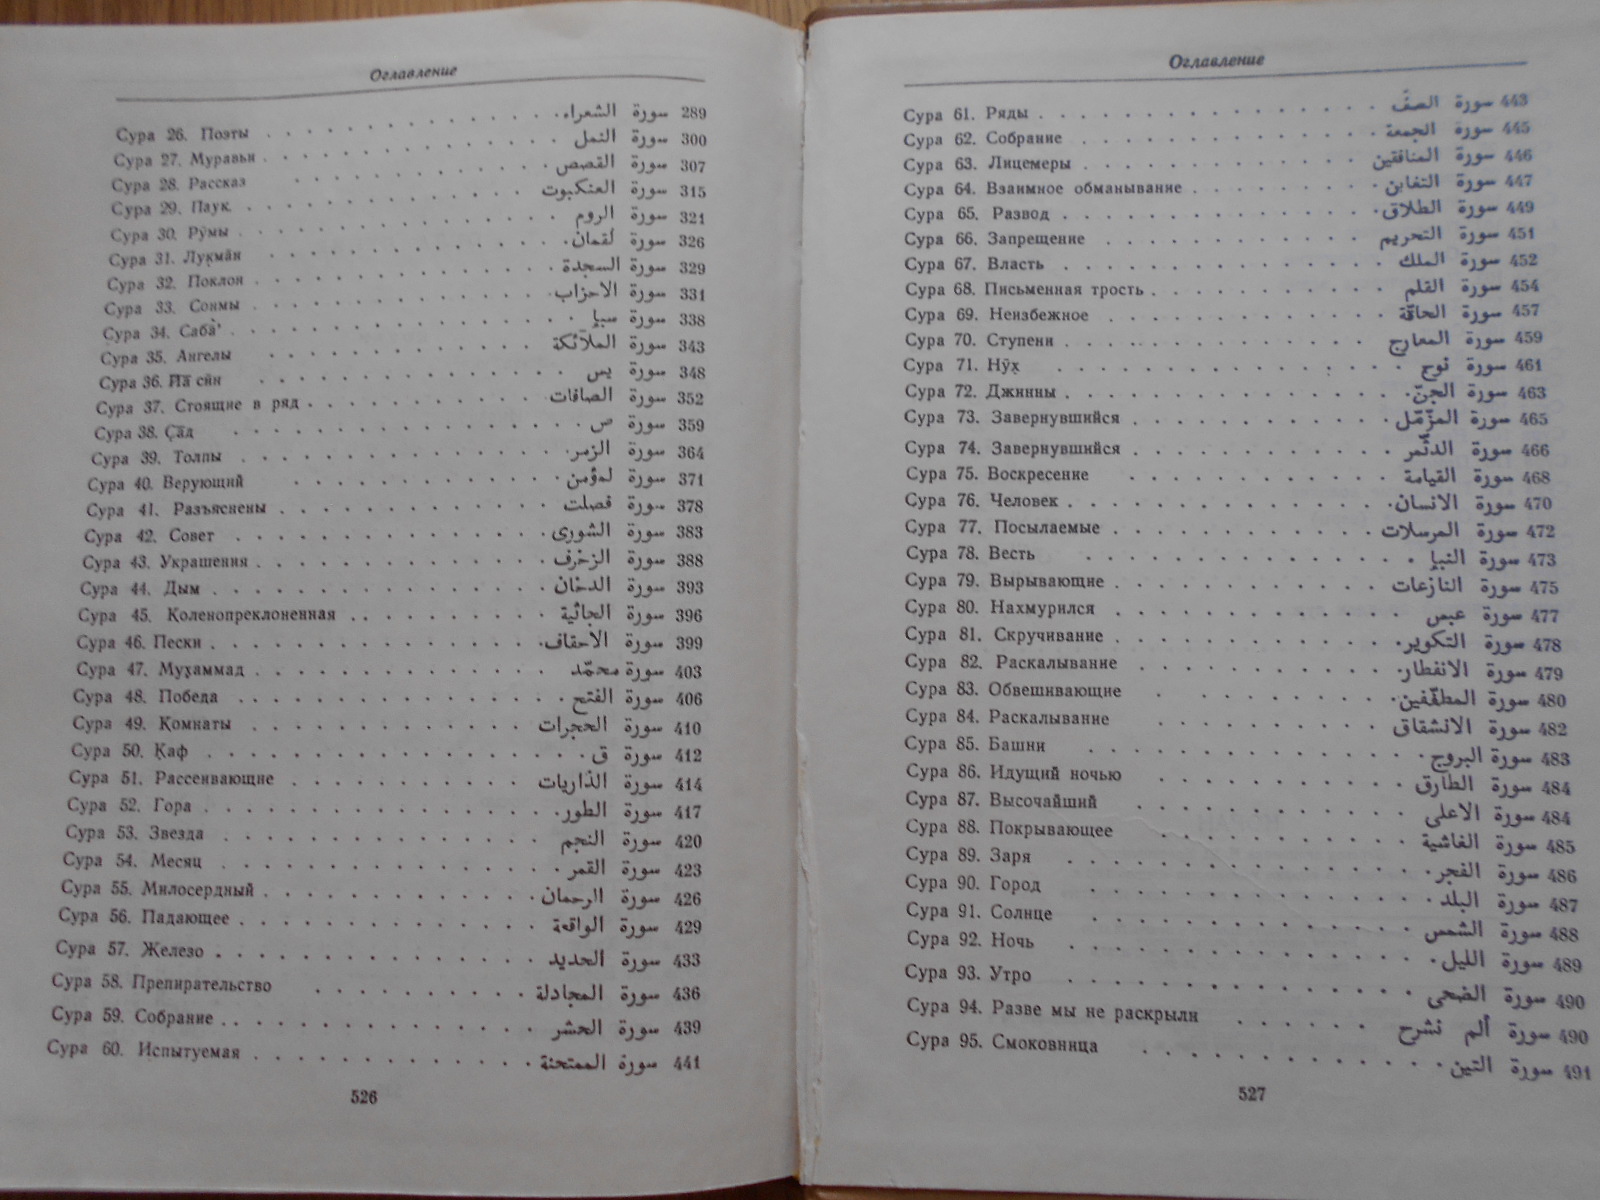 Оглавление
Сура 26. Поэты . . . . . . . . . . . . . سورة الشعراء 289
Сура 27. Муравьи . . . . . . . . . . . . . سورة النمل 300
Сура 28. Рассказ . . . . . . . . . . . . . سورة القصص 307
Сура 29. Паук . . . . . . . . . . . . . سورة العنكبوت 315
Сура 30. Рӯмы . . . . . . . . . . . . . سورة الروم 321
Сура 31. Луқмāн . . . . . . . . . . . . . سورة لقمان 326
Сура 32. Поклон . . . . . . . . . . . . . سورة السجدة 329
Сура 33. Сонмы . . . . . . . . . . . . . سورة الاحزاب 331
Сура 34. Сабā' . . . . . . . . . . . . . سورة سبإ 338
Сура 35. Ангелы . . . . . . . . . . . . . سورة الملآئكة 343
Сура 36. Йā сӣн . . . . . . . . . . . . . سورة يس 348
Сура 37. Стоящие в ряд . . . . . . . . . . . سورة الصافات 352
Сура 38. Ҫāд . . . . . . . . . . . . . سورة ص 359
Сура 39. Толпы . . . . . . . . . . . . . سورة الزمر 364
Сура 40. Верующий . . . . . . . . . . . . سورة لمؤمن 371
Сура 41. Разъяснены . . . . . . . . . . . . سورة فصلت 378
Сура 42. Совет . . . . . . . . . . . . . سورة الشورى 383
Сура 43. Украшения . . . . . . . . . . . . سورة الزخرف 388
Сура 44. Дым . . . . . . . . . . . . . سورة الدخان 393
Сура 45. Коленопреклоненная . . . . . . . . . سورة الجاثية 396
Сура 46. Пески . . . . . . . . . . . . . سورة الأحقاف 399
Сура 47. Муҳаммад . . . . . . . . . . . . سورة محمّد 403
Сура 48. Победа . . . . . . . . . . . . . سورة الفتح 406
Сура 49. Комнаты . . . . . . . . . . . . سورة الحجرات 410
Сура 50. Қаф . . . . . . . . . . . . . سورة ق 412
Сура 51. Рассеивающие . . . . . . . . . . سورة الذاريات 414
Сура 52. Гора . . . . . . . . . . . . . سورة الطور 417
Сура 53. Звезда . . . . . . . . . . . . . سورة النجم 420
Сура 54. Месяц . . . . . . . . . . . . . سورة القمر 423
Сура 55. Милосердный . . . . . . . . . . . سورة الرحمان 426
Сура 56. Падающее . . . . . . . . . . . . سورة الواقعة 429
Сура 57. Железо . . . . . . . . . . . . . سورة الحديد 433
Сура 58. Препирательство . . . . . . . . . . سورة المجادلة 436
Сура 59. Собрание . . . . . . . . . . . . سورة الحشر 439
Сура 60. Испытуемая . . . . . . . . . . . سورة الممتحنة 441
526
Оглавление
Сура 61. Ряды . . . . . . . . . . . . . سورة الصفّ 443
Сура 62. Собрание . . . . . . . . . . . . سورة الجمعة 445
Сура 63. Лицемеры . . . . . . . . . . . . سورة المنافقين 446
Сура 64. Взаимное обманывание . . . . . . . . سورة التغابن 447
Сура 65. Развод . . . . . . . . . . . . . سورة الطلاق 449
Сура 66. Запрещение . . . . . . . . . . . سورة التحريم 451
Сура 67. Власть . . . . . . . . . . . . . سورة الملك 452
Сура 68. Письменная трость . . . . . . . . . سورة القلم 454
Сура 69. Неизбежное . . . . . . . . . . . سورة الحاقّة 457
Сура 70. Ступени . . . . . . . . . . . . سورة المعارج 459
Сура 71. Нӯҳ . . . . . . . . . . . . . سورة نوح 461
Сура 72. Джинны . . . . . . . . . . . . . سورة الجنّ 463
Сура 73. Завернувшийся . . . . . . . . . . سورة المزّمّل 465
Сура 74. Завернувшийся . . . . . . . . . . سورة الدثّمر 466
Сура 75. Воскресение . . . . . . . . . . . سورة القيامة 468
Сура 76. Человек . . . . . . . . . . . . سورة الانسان 470
Сура 77. Посылаемые . . . . . . . . . . . سورة المرسلات 472
Сура 78. Весть . . . . . . . . . . . . . سورة النبإ 473
Сура 79. Вырывающие . . . . . . . . . . . سورة النازعات 475
Сура 80. Нахмурился . . . . . . . . . . . سورة عبس 477
Сура 81. Скручивание . . . . . . . . . . . سورة التكوير 478
Сура 82. Раскалывание . . . . . . . . . . سورة الانفطار 479
Сура 83. Обвешивающие . . . . . . . . . . سورة المطفّفين 480
Сура 84. Раскалывание . . . . . . . . . . سورة الانشقاق 482
Сура 85. Башни . . . . . . . . . . . . . سورة البروج 483
Сура 86. Идущий ночью . . . . . . . . . . سورة الطارق 484
Сура 87. Высочайший . . . . . . . . . . . سورة الاعلى 484
Сура 88. Покрывающее . . . . . . . . . . . سورة الغاشية 485
Сура 89. Заря . . . . . . . . . . . . . سورة الفجر 486
Сура 90. Город . . . . . . . . . . . . . سورة البلد 487
Сура 91. Солнце . . . . . . . . . . . . . سورة الشمس 488
Сура 92. Ночь . . . . . . . . . . . . . سورة الليل 489
Сура 93. Утро . . . . . . . . . . . . . سورة الضحى 490
Сура 94. Разве мы не раскрыли . . . . . . سورة ألم نشرح 490
Сура 95. Смоковница . . . . . . . . . . . سورة التين 491
527